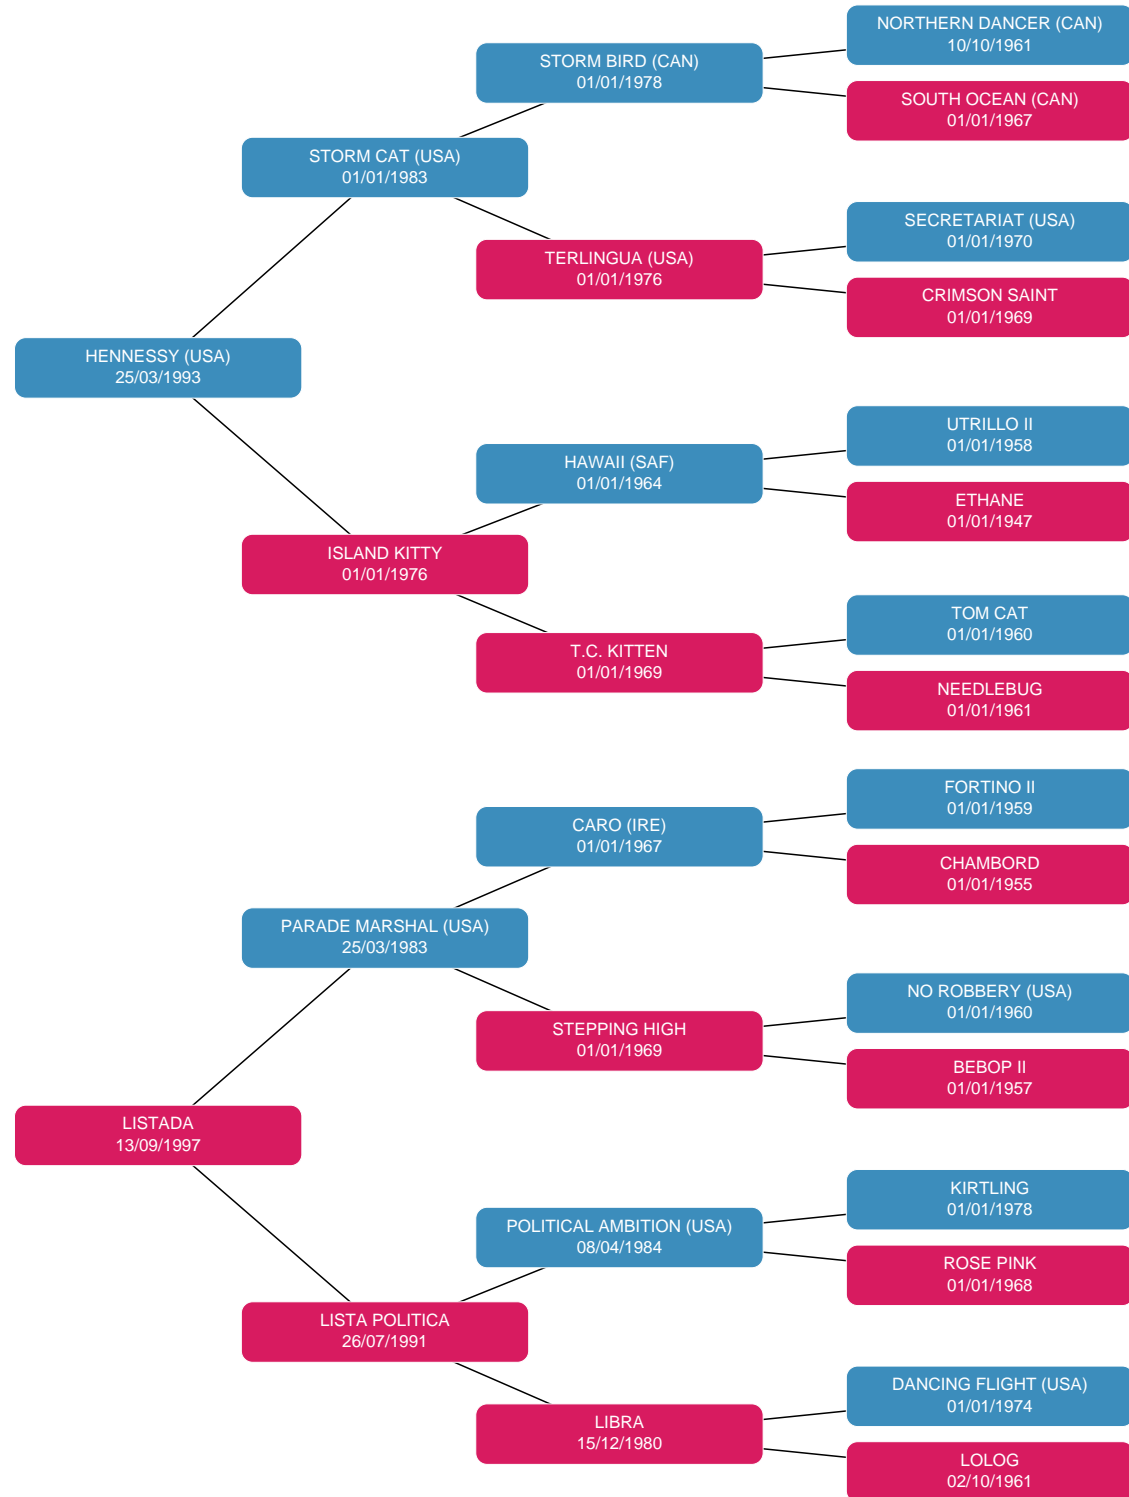 NORTHERN DANCER (CAN)
10/10/1961
STORM BIRD (CAN)
01/01/1978
SOUTH OCEAN (CAN)
01/01/1967
STORM CAT (USA)
01/01/1983
SECRETARIAT (USA)
01/01/1970
TERLINGUA (USA)
01/01/1976
CRIMSON SAINT
01/01/1969
HENNESSY (USA)
25/03/1993
UTRILLO II
01/01/1958
HAWAII (SAF)
01/01/1964
ETHANE
01/01/1947
ISLAND KITTY
01/01/1976
TOM CAT
01/01/1960
T.C. KITTEN
01/01/1969
NEEDLEBUG
01/01/1961
FORTINO II
01/01/1959
CARO (IRE)
01/01/1967
CHAMBORD
01/01/1955
PARADE MARSHAL (USA)
25/03/1983
NO ROBBERY (USA)
01/01/1960
STEPPING HIGH
01/01/1969
BEBOP II
01/01/1957
LISTADA
13/09/1997
KIRTLING
01/01/1978
POLITICAL AMBITION (USA)
08/04/1984
ROSE PINK
01/01/1968
LISTA POLITICA
26/07/1991
DANCING FLIGHT (USA)
01/01/1974
LIBRA
15/12/1980
LOLOG
02/10/1961